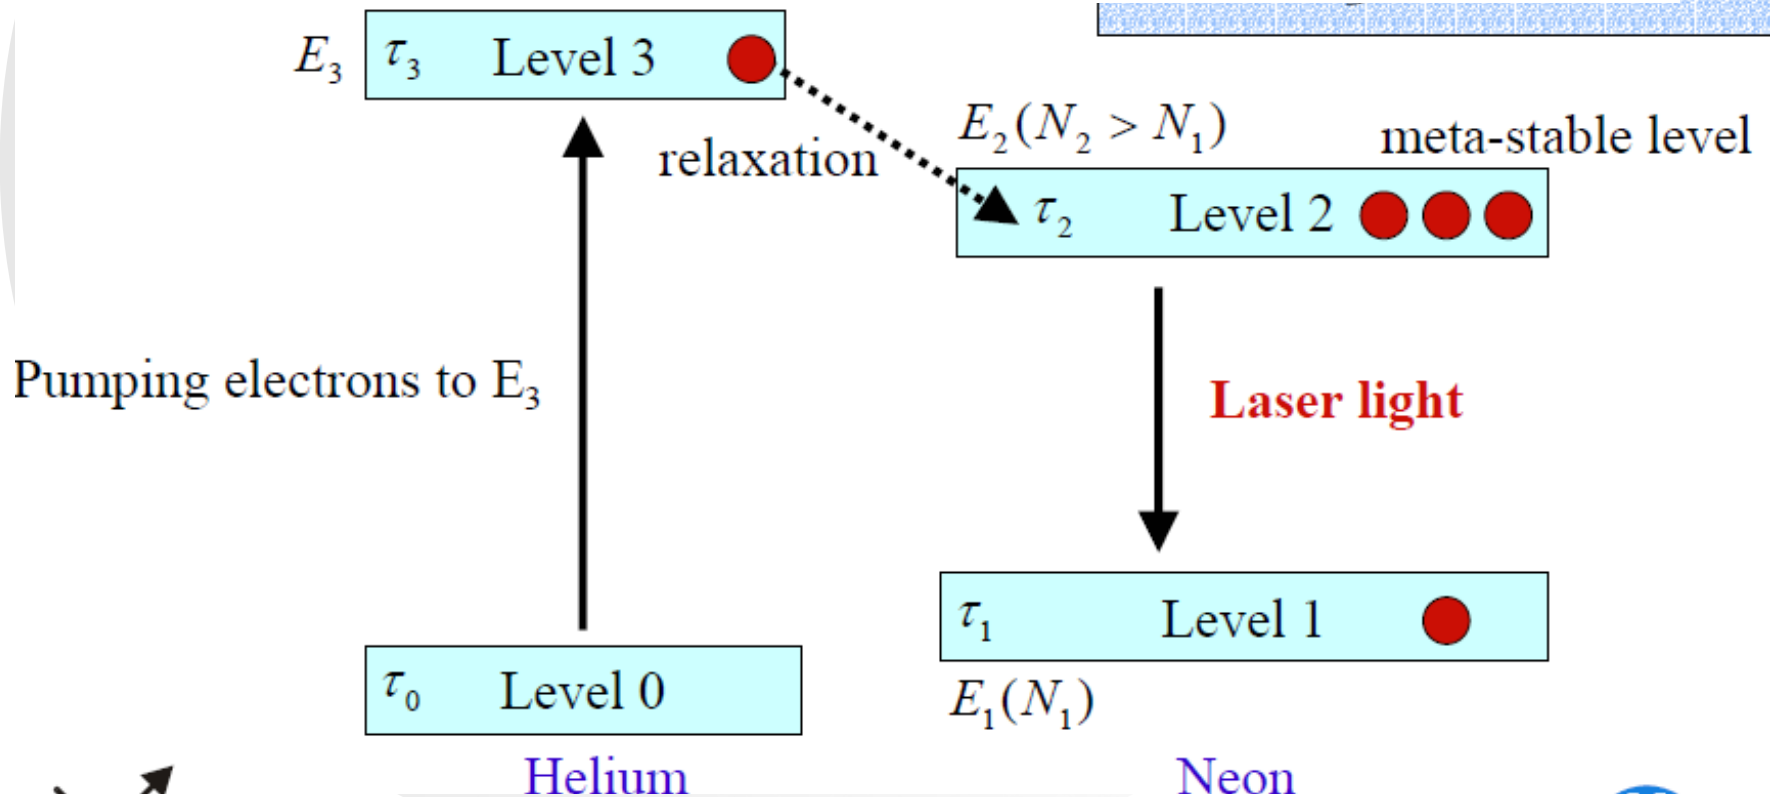 E₃ τ₃ Level 3
E₂(N₂ > N₁)
meta-stable level
relaxation
τ₂ Level 2
Pumping electrons to E₃
Laser light
τ₁ Level 1
τ₀ Level 0
E₁(N₁)
Helium
Neon